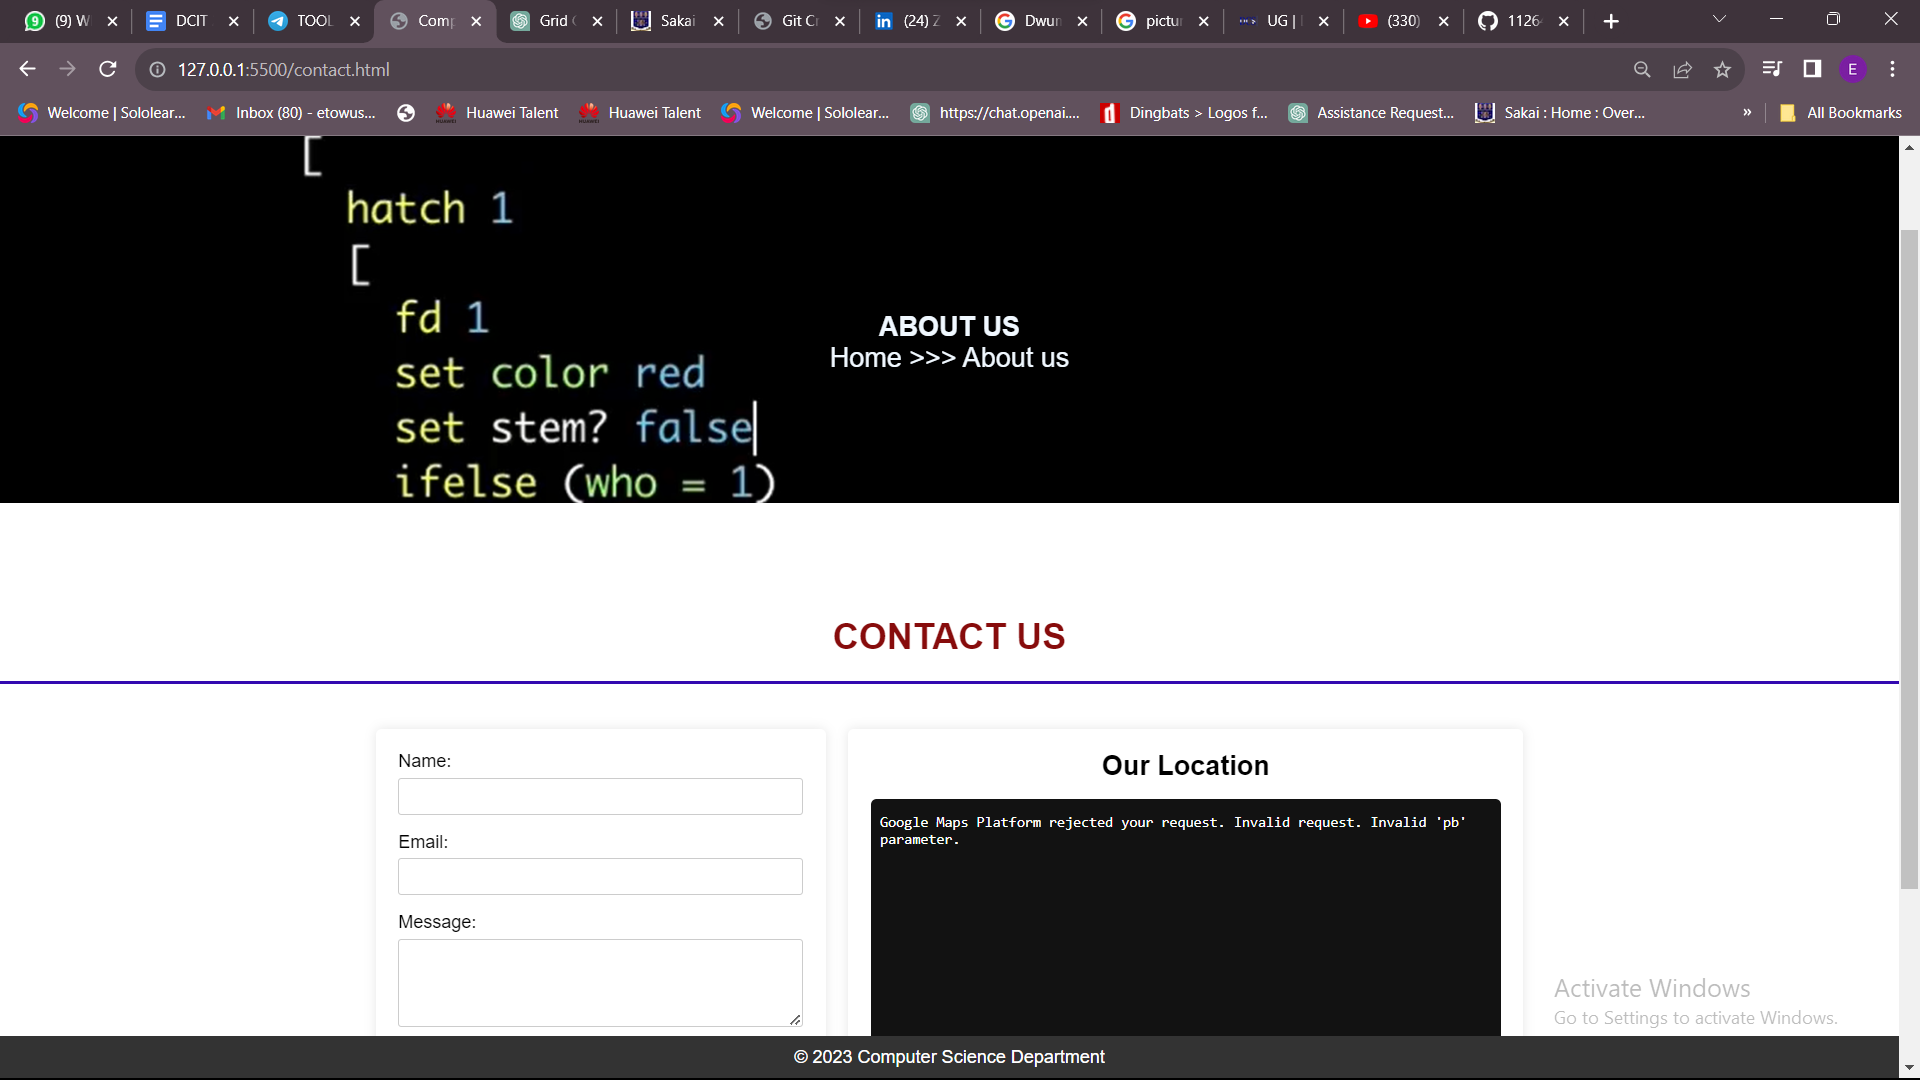 (9) W
DCIT
TOOL
Comp
Grid
Sakai
Git Cr
(24) Z
Dwun
pictur
UG |
(330)
1126
127.0.0.1:5500/contact.html
E
Welcome | Sololear...
Inbox (80) - etowus...
Huawei Talent
Huawei Talent
Welcome | Sololear...
https://chat.openai....
Dingbats > Logos f...
Assistance Request...
Sakai : Home : Over...
»
All Bookmarks
[
hatch 1
[
fd 1
set color red
set stem? false
ifelse (who = 1)
ABOUT US
Home >>> About us
CONTACT US
Name:
Email:
Message:
Our Location
Google Maps Platform rejected your request. Invalid request. Invalid 'pb'
parameter.
Activate Windows
Go to Settings to activate Windows.
© 2023 Computer Science Department